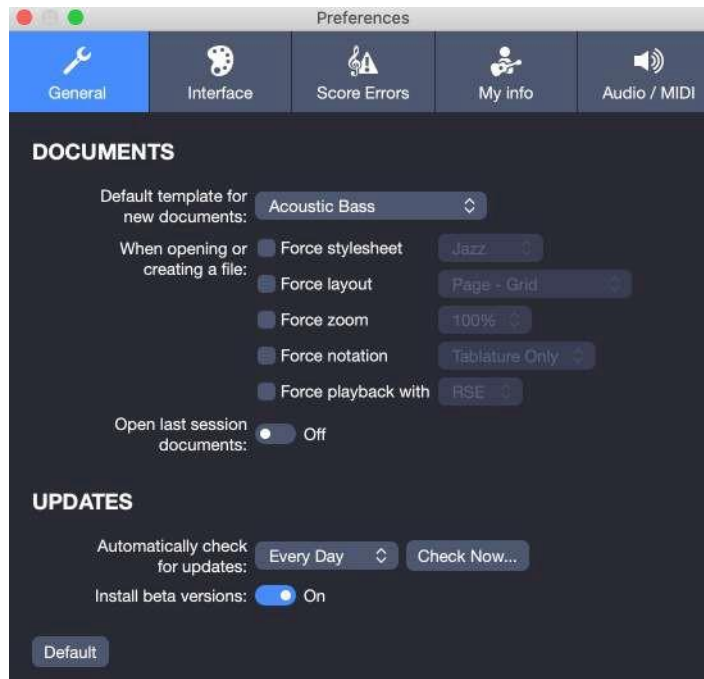 Preferences
General
Interface
Score Errors
My info
Audio / MIDI
DOCUMENTS
Default template for
new documents:
Acoustic Bass
When opening or
creating a file:
Force stylesheet
Jazz
Force layout
Page - Grid
Force zoom
100%
Force notation
Tablature Only
Force playback with
RSE
Open last session
documents:
Off
UPDATES
Automatically check
for updates:
Every Day
Check Now...
Install beta versions:
On
Default